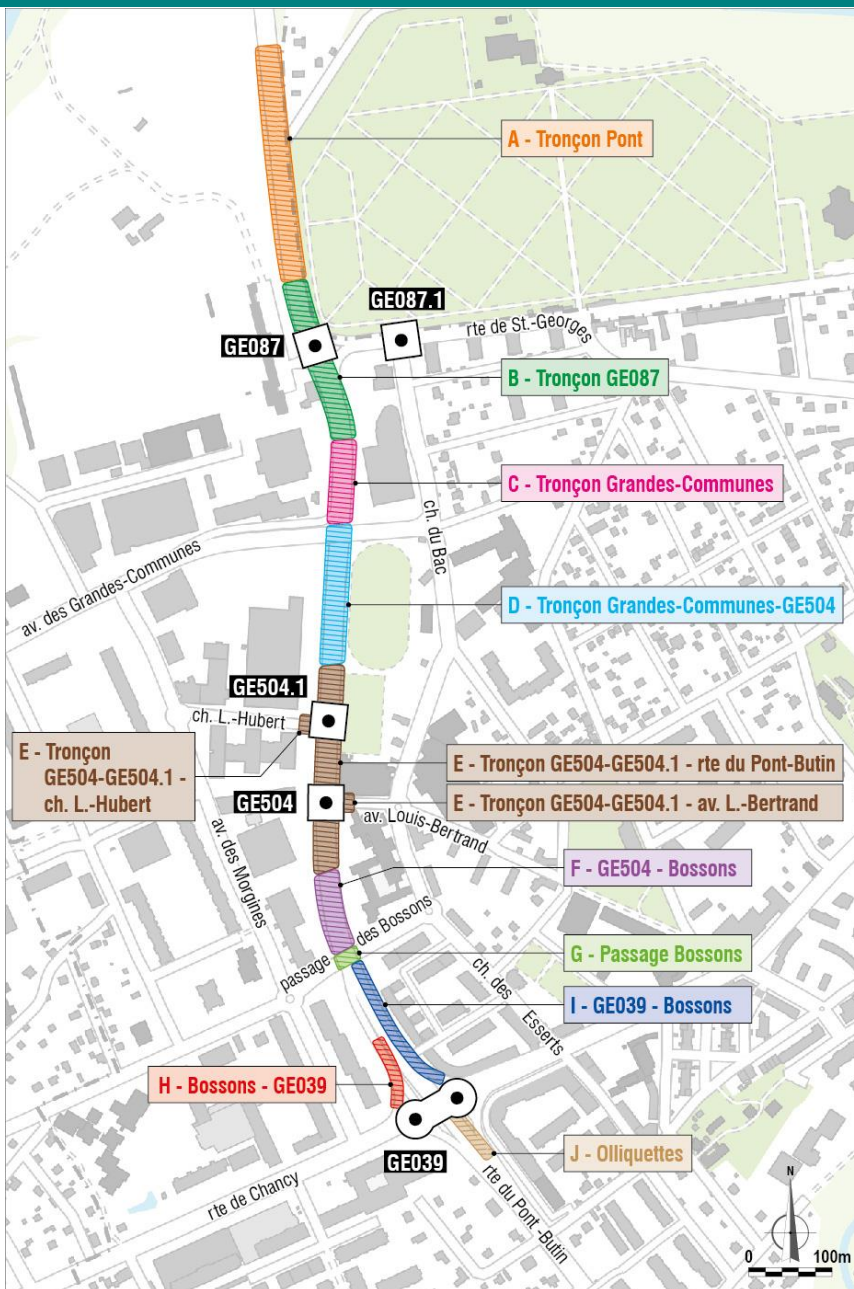 A - Tronçon Pont
GE087.1
rte de St.-Georges
GE087
B - Tronçon GE087
C - Tronçon Grandes-Communes
ch. du Bac
av. des Grandes-Communes
D - Tronçon Grandes-Communes-GE504
GE504.1
ch. L.-Hubert
E - Tronçon
GE504-GE504.1 -
ch. L.-Hubert
E - Tronçon GE504-GE504.1 - rte du Pont-Butin
GE504
E - Tronçon GE504-GE504.1 - av. L.-Bertrand
av. Louis-Bertrand
av. des Morgines
F - GE504 - Bossons
passage des Bossons
G - Passage Bossons
ch. des Esserts
I - GE039 - Bossons
H - Bossons - GE039
GE039
J - Olliquettes
rte de Chancy
rte du Pont-Butin
N
0 100m